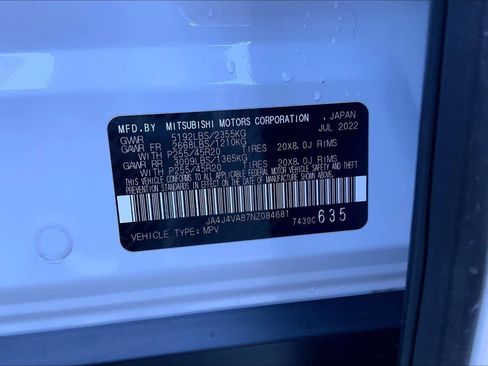 MFD.BY MITSUBISHI MOTORS CORPORATION . JAPAN
GVWR 5192LBS/2355KG JUL 2022
GAWR FR 2668LBS/1210KG
WITH P255/45R20 TIRES 20X8.0J RIMS
GAWR RR 3009LBS/1365KG
WITH P255/45R20 TIRES 20X8.0J RIMS
THIS VEHICLE CONFORMS TO ALL APPLICABLE FEDERAL MOTOR VEHICLE SAFETY AND THEFT
PREVENTION STANDARDS IN EFFECT ON THE DATE OF MANUFACTURE SHOWN ABOVE.
JA4J4VA87NZ084681 7430C635
VEHICLE TYPE: MPV